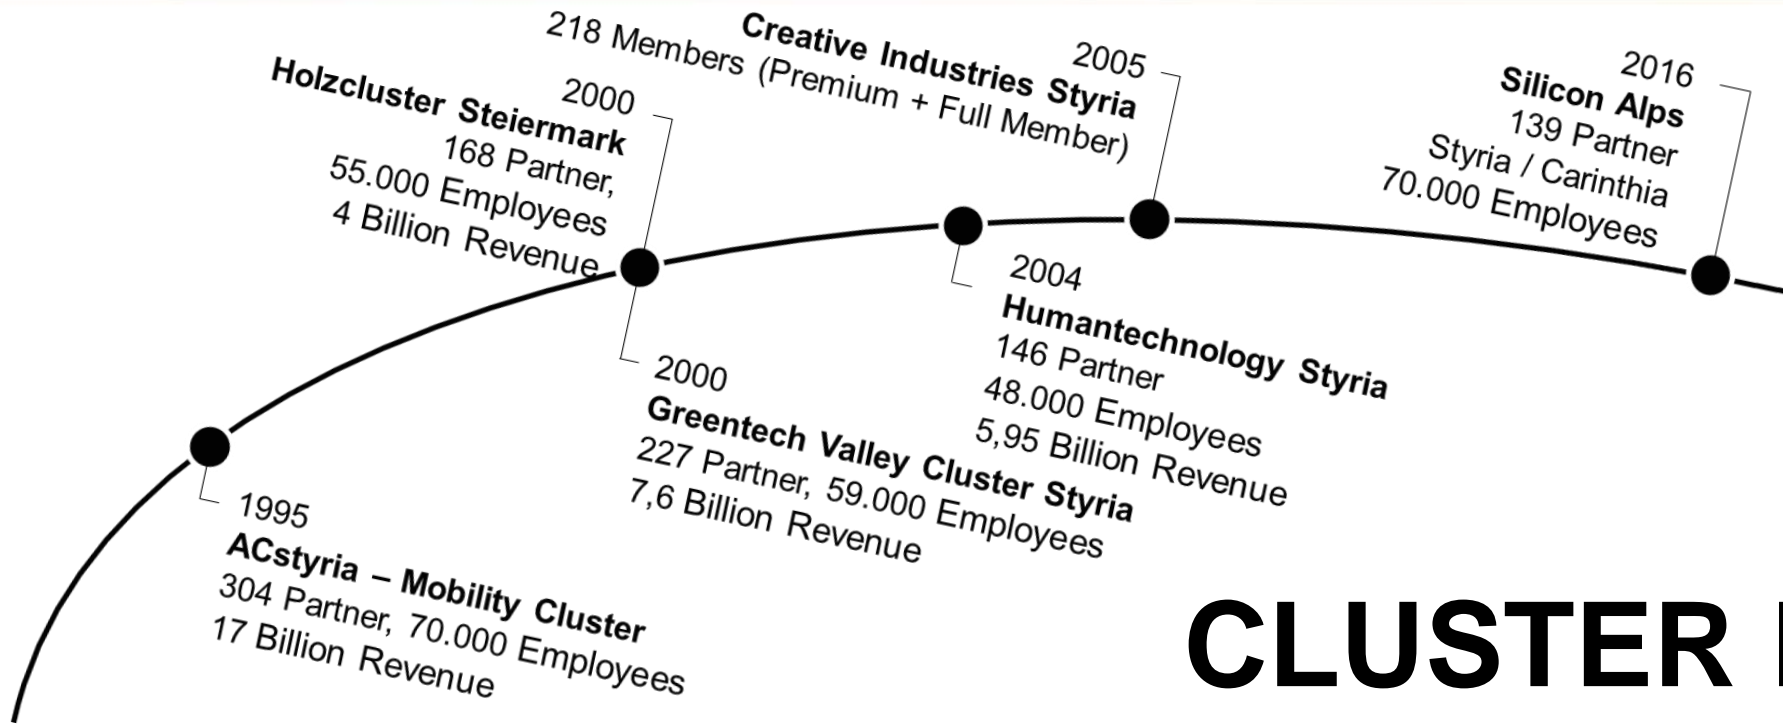 1995
ACstyria – Mobility Cluster
304 Partner, 70.000 Employees
17 Billion Revenue
2000
Holzcluster Steiermark
168 Partner,
55.000 Employees
4 Billion Revenue
2000
Greentech Valley Cluster Styria
227 Partner, 59.000 Employees
7,6 Billion Revenue
2004
Humantechnology Styria
146 Partner
48.000 Employees
5,95 Billion Revenue
2005
Creative Industries Styria
218 Members (Premium + Full Member)
2016
Silicon Alps
139 Partner
Styria / Carinthia
70.000 Employees
CLUSTER